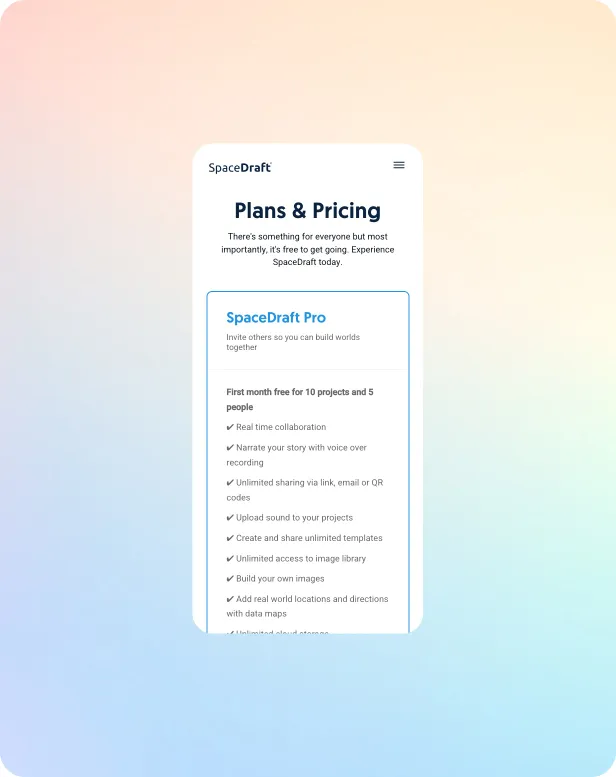 SpaceDraft
Plans & Pricing
There's something for everyone but most
importantly, it's free to get going. Experience
SpaceDraft today.
SpaceDraft Pro
Invite others so you can build worlds
together
First month free for 10 projects and 5
people
✔ Real time collaboration
✔ Narrate your story with voice over
recording
✔ Unlimited sharing via link, email or QR
codes
✔ Upload sound to your projects
✔ Create and share unlimited templates
✔ Unlimited access to image library
✔ Build your own images
✔ Add real world locations and directions
with data maps
✔ Unlimited cloud storage